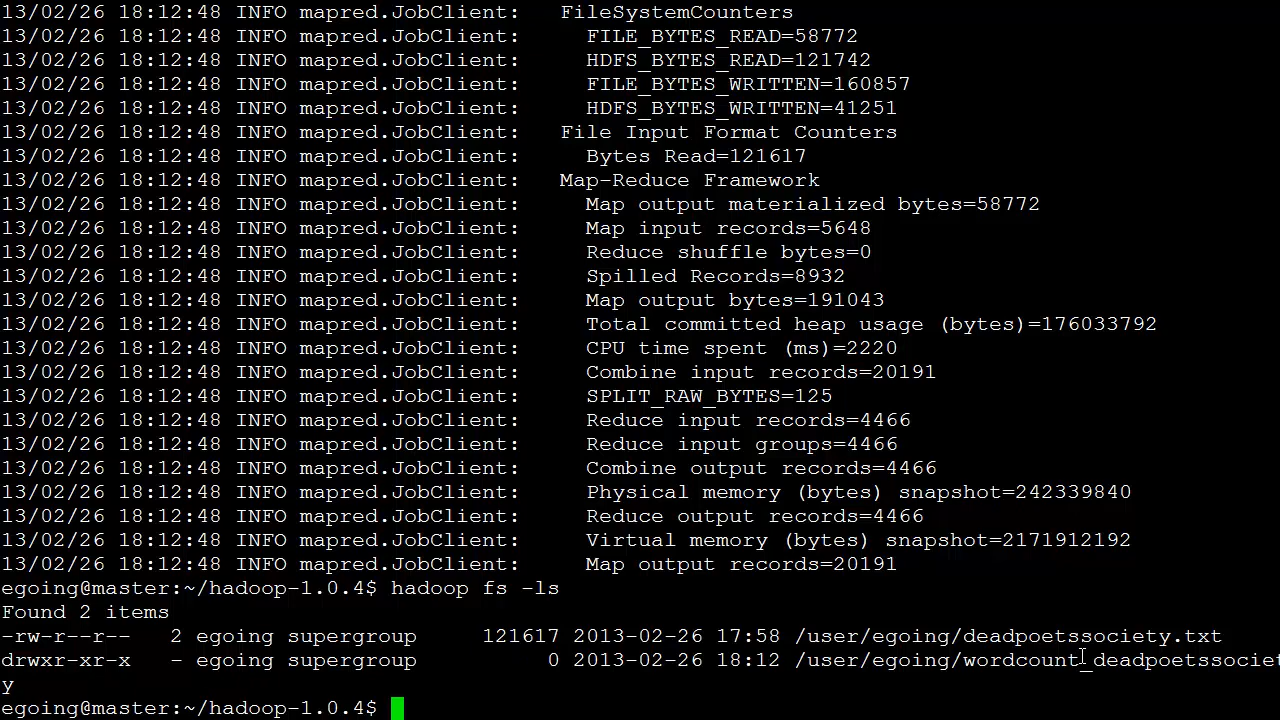 13/02/26 18:12:48 INFO mapred.JobClient:   FileSystemCounters
13/02/26 18:12:48 INFO mapred.JobClient:     FILE_BYTES_READ=58772
13/02/26 18:12:48 INFO mapred.JobClient:     HDFS_BYTES_READ=121742
13/02/26 18:12:48 INFO mapred.JobClient:     FILE_BYTES_WRITTEN=160857
13/02/26 18:12:48 INFO mapred.JobClient:     HDFS_BYTES_WRITTEN=41251
13/02/26 18:12:48 INFO mapred.JobClient:   File Input Format Counters
13/02/26 18:12:48 INFO mapred.JobClient:     Bytes Read=121617
13/02/26 18:12:48 INFO mapred.JobClient:   Map-Reduce Framework
13/02/26 18:12:48 INFO mapred.JobClient:     Map output materialized bytes=58772
13/02/26 18:12:48 INFO mapred.JobClient:     Map input records=5648
13/02/26 18:12:48 INFO mapred.JobClient:     Reduce shuffle bytes=0
13/02/26 18:12:48 INFO mapred.JobClient:     Spilled Records=8932
13/02/26 18:12:48 INFO mapred.JobClient:     Map output bytes=191043
13/02/26 18:12:48 INFO mapred.JobClient:     Total committed heap usage (bytes)=176033792
13/02/26 18:12:48 INFO mapred.JobClient:     CPU time spent (ms)=2220
13/02/26 18:12:48 INFO mapred.JobClient:     Combine input records=20191
13/02/26 18:12:48 INFO mapred.JobClient:     SPLIT_RAW_BYTES=125
13/02/26 18:12:48 INFO mapred.JobClient:     Reduce input records=4466
13/02/26 18:12:48 INFO mapred.JobClient:     Reduce input groups=4466
13/02/26 18:12:48 INFO mapred.JobClient:     Combine output records=4466
13/02/26 18:12:48 INFO mapred.JobClient:     Physical memory (bytes) snapshot=242339840
13/02/26 18:12:48 INFO mapred.JobClient:     Reduce output records=4466
13/02/26 18:12:48 INFO mapred.JobClient:     Virtual memory (bytes) snapshot=2171912192
13/02/26 18:12:48 INFO mapred.JobClient:     Map output records=20191
egoing@master:~/hadoop-1.0.4$ hadoop fs -ls
Found 2 items
-rw-r--r--   2 egoing supergroup     121617 2013-02-26 17:58 /user/egoing/deadpoetssociety.txt
drwxr-xr-x   - egoing supergroup          0 2013-02-26 18:12 /user/egoing/wordcount_deadpoetssociet
y
egoing@master:~/hadoop-1.0.4$